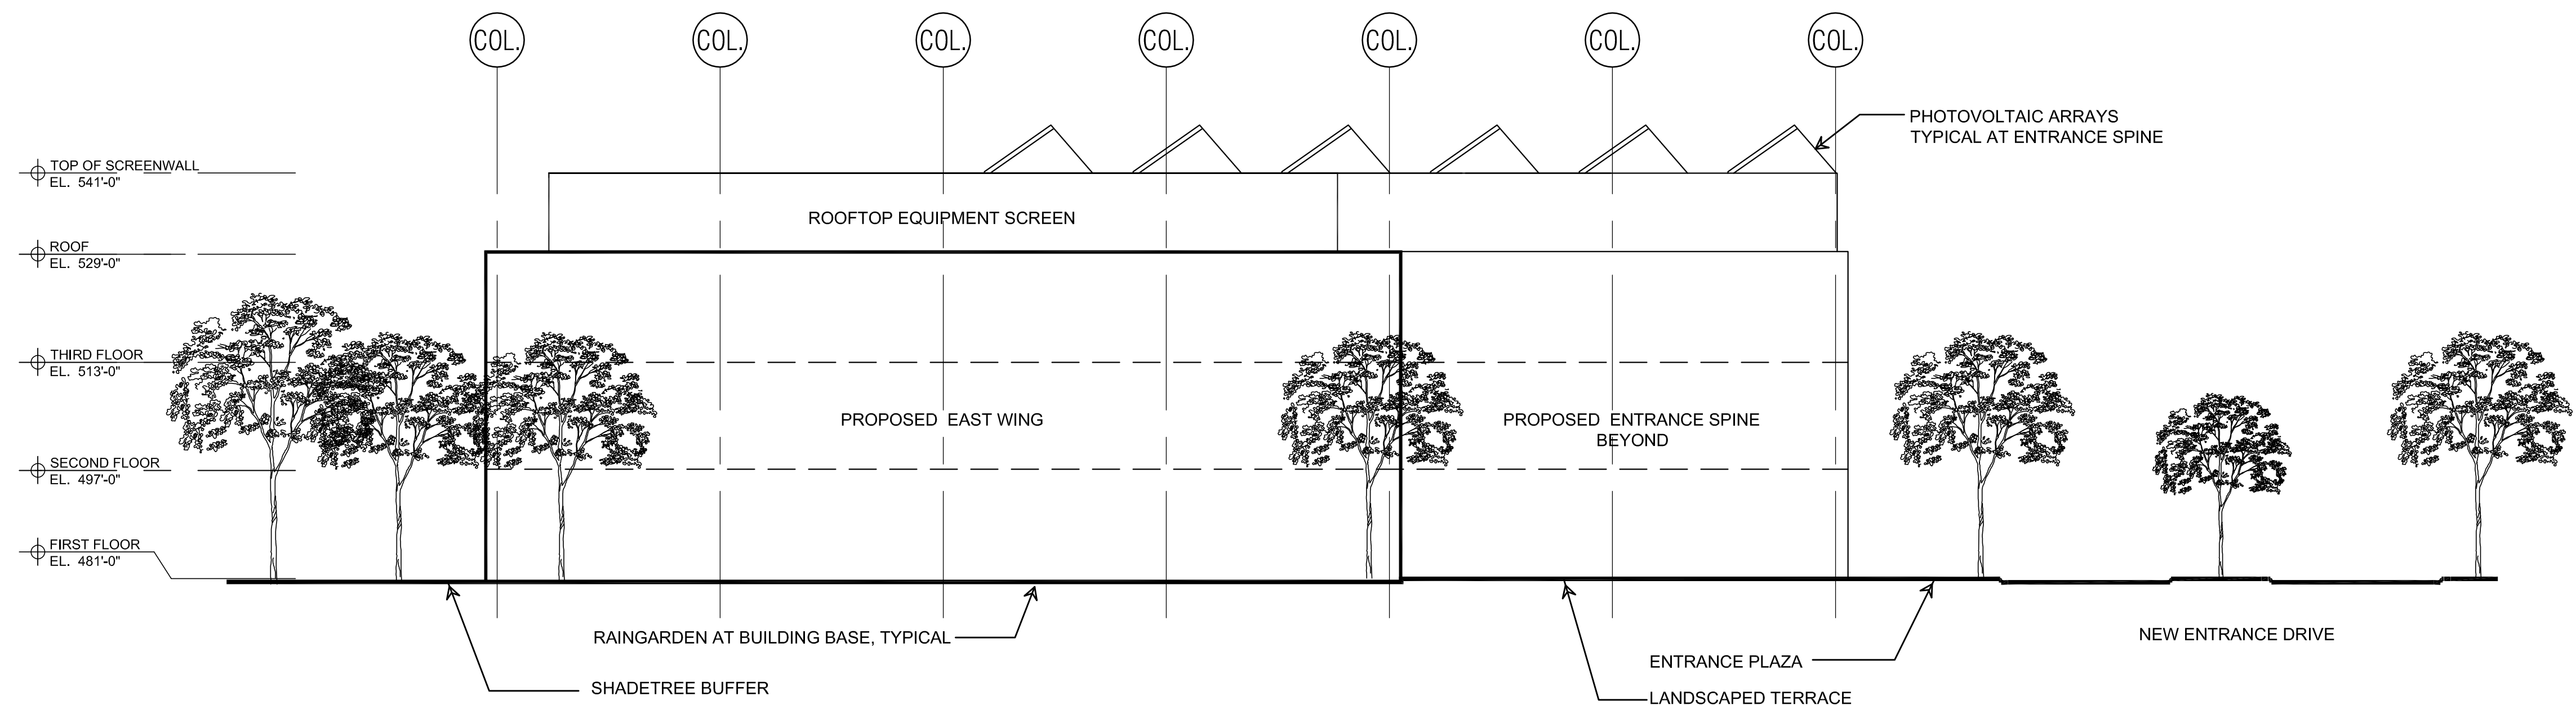 COL. COL. COL. COL. COL. COL. COL.
PHOTOVOLTAIC ARRAYS
TYPICAL AT ENTRANCE SPINE
TOP OF SCREENWALL
EL. 541'-0"
ROOFTOP EQUIPMENT SCREEN
ROOF
EL. 529'-0"
THIRD FLOOR
EL. 513'-0"
PROPOSED EAST WING
PROPOSED ENTRANCE SPINE
BEYOND
SECOND FLOOR
EL. 497'-0"
FIRST FLOOR
EL. 481'-0"
RAINGARDEN AT BUILDING BASE, TYPICAL
NEW ENTRANCE DRIVE
ENTRANCE PLAZA
SHADETREE BUFFER
LANDSCAPED TERRACE